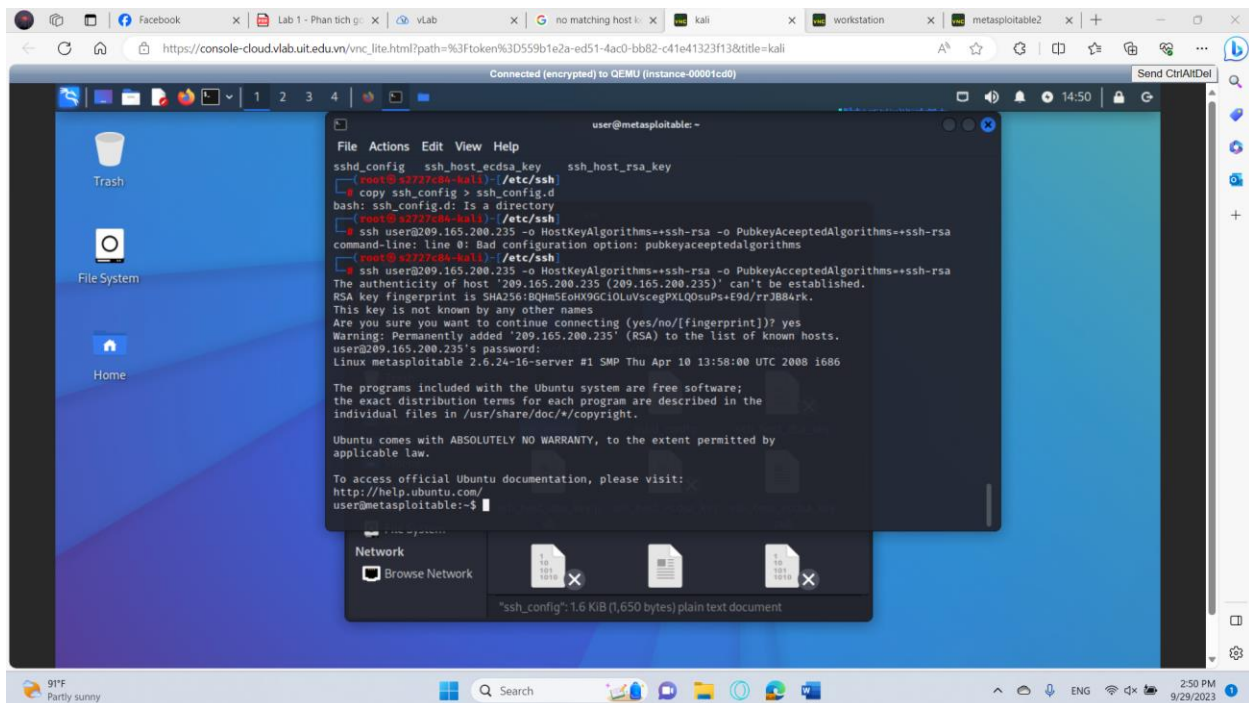 Facebook
Lab 1 - Phan tich gc
vLab
no matching host k
kali
workstation
metasploitable2
https://console-cloud.vlab.uit.edu.vn/vnc_lite.html?path=%3Ftoken%3D559b1e2a-ed51-4ac0-bb82-c41e41323f13&title=kali
Connected (encrypted) to QEMU (instance-00001cd0)
Send CtrlAltDel
1 2 3 4
14:50
Trash
File System
Home
user@metasploitable: ~
File Actions Edit View Help
sshd_config ssh_host_ecdsa_key ssh_host_rsa_key
(root㉿s2727c84-kali)-[/etc/ssh]
# copy ssh_config > ssh_config.d
bash: ssh_config.d: Is a directory
(root㉿s2727c84-kali)-[/etc/ssh]
# ssh user@209.165.200.235 -o HostKeyAlgorithms=+ssh-rsa -o PubkeyAceeptedAlgorithms=+ssh-rsa
command-line: line 0: Bad configuration option: pubkeyaceeptedalgorithms
(root㉿s2727c84-kali)-[/etc/ssh]
# ssh user@209.165.200.235 -o HostKeyAlgorithms=+ssh-rsa -o PubkeyAcceptedAlgorithms=+ssh-rsa
The authenticity of host '209.165.200.235 (209.165.200.235)' can't be established.
RSA key fingerprint is SHA256:BQHm5EoHX9GCiOLuVscegPXLQOsuPs+E9d/rrJB84rk.
This key is not known by any other names
Are you sure you want to continue connecting (yes/no/[fingerprint])? yes
Warning: Permanently added '209.165.200.235' (RSA) to the list of known hosts.
user@209.165.200.235's password:
Linux metasploitable 2.6.24-16-server #1 SMP Thu Apr 10 13:58:00 UTC 2008 i686
The programs included with the Ubuntu system are free software;
the exact distribution terms for each program are described in the
individual files in /usr/share/doc/*/copyright.
Ubuntu comes with ABSOLUTELY NO WARRANTY, to the extent permitted by
applicable law.
To access official Ubuntu documentation, please visit:
http://help.ubuntu.com/
user@metasploitable:~$
Network
Browse Network
"ssh_config": 1.6 KiB (1,650 bytes) plain text document
91°F
Partly sunny
Search
ENG
2:50 PM
9/29/2023